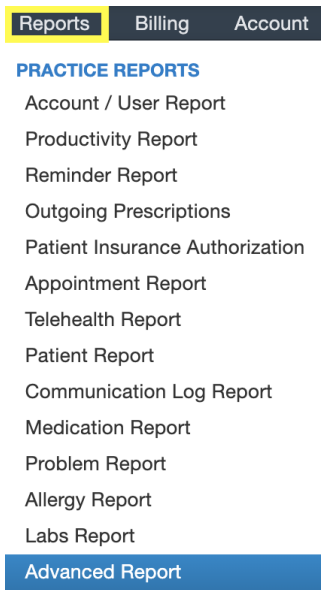 Reports Billing Account
PRACTICE REPORTS
Account / User Report
Productivity Report
Reminder Report
Outgoing Prescriptions
Patient Insurance Authorization
Appointment Report
Telehealth Report
Patient Report
Communication Log Report
Medication Report
Problem Report
Allergy Report
Labs Report
Advanced Report